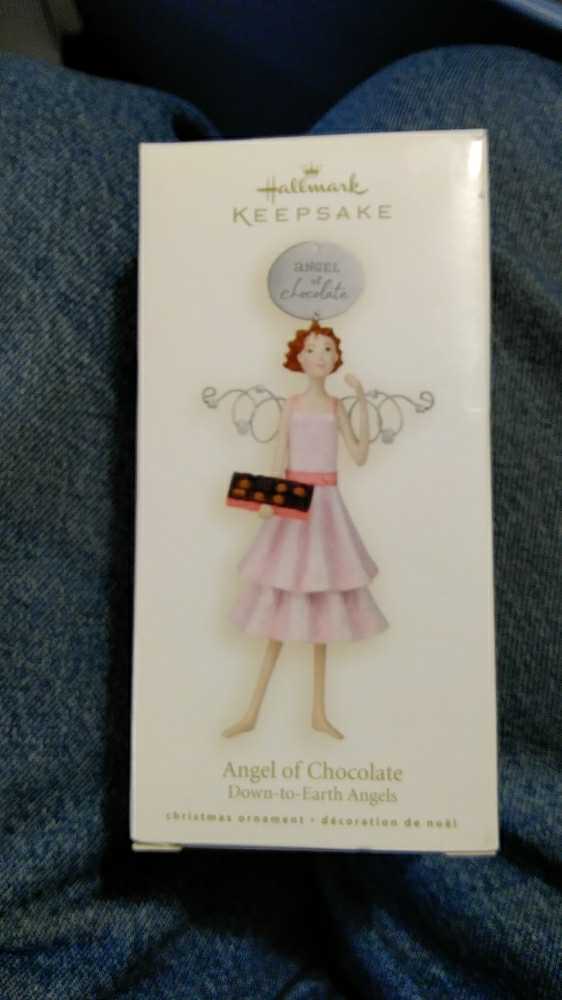 Hallmark
KEEPSAKE
ANGEL
of
chocolate
Angel of Chocolate
Down-to-Earth Angels
christmas ornament • décoration de noël